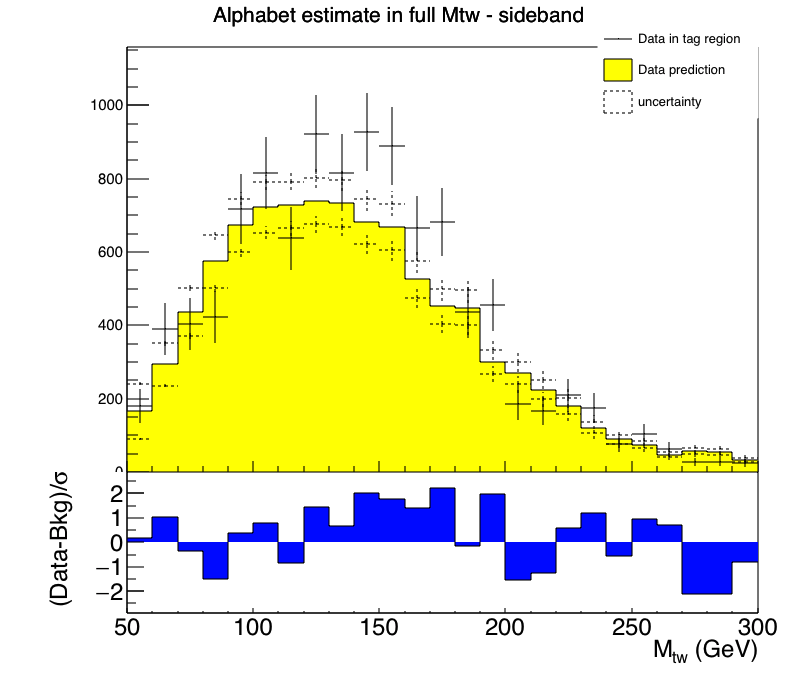 Alphabet estimate in full Mtw - sideband
Data in tag region
Data prediction
uncertainty
1000
800
600
400
200
0
(Data-Bkg)/σ
2
1
0
−1
−2
50 100 150 200 250 300
M_tw (GeV)